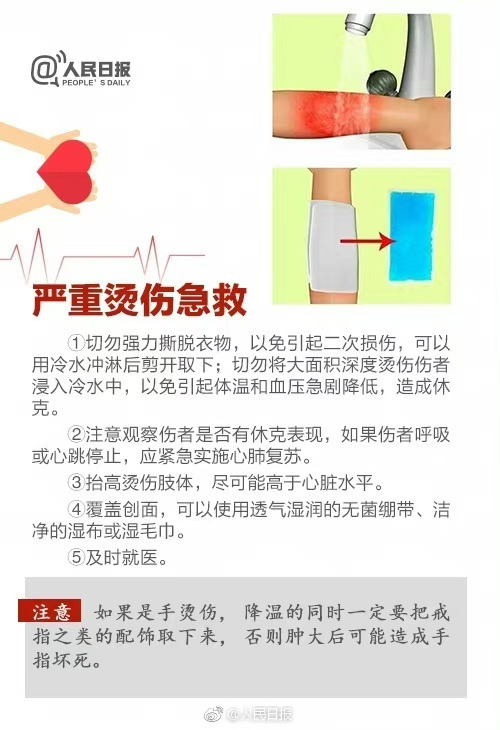 @人民日报
PEOPLE'S DAILY
严重烫伤急救
①切勿强力撕脱衣物，以免引起二次损伤，可以
用冷水冲淋后剪开取下；切勿将大面积深度烫伤伤者
浸入冷水中，以免引起体温和血压急剧降低，造成休
克。
②注意观察伤者是否有休克表现，如果伤者呼吸
或心跳停止，应紧急实施心肺复苏。
③抬高烫伤肢体，尽可能高于心脏水平。
④覆盖创面，可以使用透气湿润的无菌绷带、洁
净的湿布或湿毛巾。
⑤及时就医。
注意 如果是手烫伤，降温的同时一定要把戒
指之类的配饰取下来，否则肿大后可能造成手
指坏死。
@人民日报